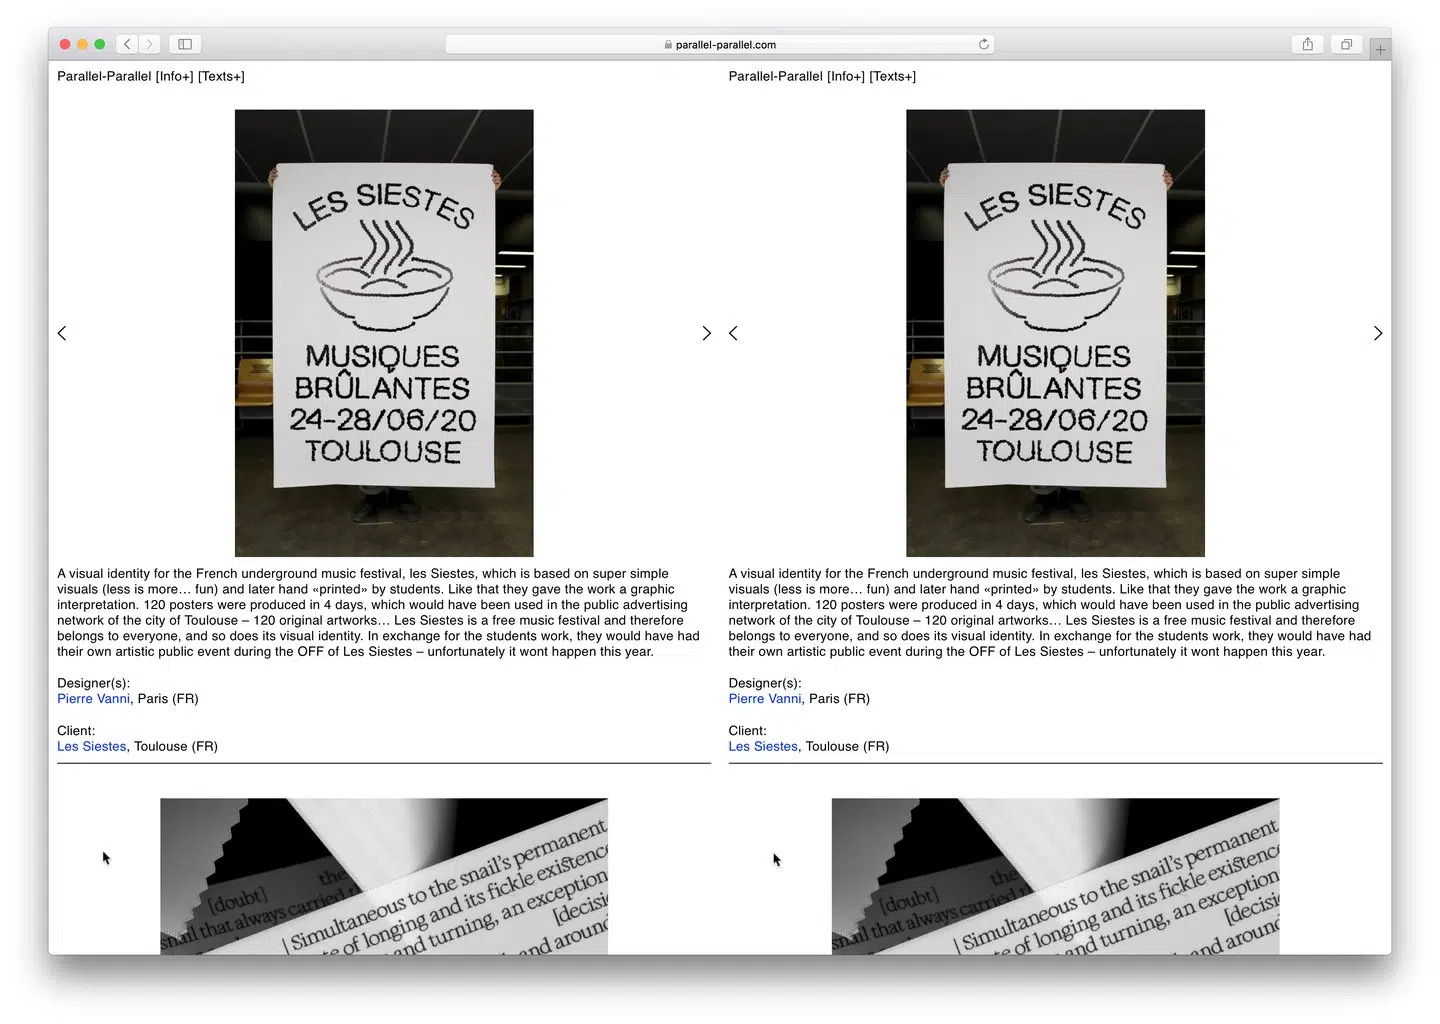 parallel-parallel.com
Parallel-Parallel [Info+] [Texts+]
LES SIESTES
MUSIQUES
BRÛLANTES
24-28/06/20
TOULOUSE
A visual identity for the French underground music festival, les Siestes, which is based on super simple
visuals (less is more… fun) and later hand «printed» by students. Like that they gave the work a graphic
interpretation. 120 posters were produced in 4 days, which would have been used in the public advertising
network of the city of Toulouse – 120 original artworks… Les Siestes is a free music festival and therefore
belongs to everyone, and so does its visual identity. In exchange for the students work, they would have had
their own artistic public event during the OFF of Les Siestes – unfortunately it wont happen this year.
Designer(s):
Pierre Vanni, Paris (FR)
Client:
Les Siestes, Toulouse (FR)
[doubt] the
snail that always carried
| Simultaneous to the snail's permanent
of longing and its fickle existence
and turning, an exception
[decisi
and around
Parallel-Parallel [Info+] [Texts+]
LES SIESTES
MUSIQUES
BRÛLANTES
24-28/06/20
TOULOUSE
A visual identity for the French underground music festival, les Siestes, which is based on super simple
visuals (less is more… fun) and later hand «printed» by students. Like that they gave the work a graphic
interpretation. 120 posters were produced in 4 days, which would have been used in the public advertising
network of the city of Toulouse – 120 original artworks… Les Siestes is a free music festival and therefore
belongs to everyone, and so does its visual identity. In exchange for the students work, they would have had
their own artistic public event during the OFF of Les Siestes – unfortunately it wont happen this year.
Designer(s):
Pierre Vanni, Paris (FR)
Client:
Les Siestes, Toulouse (FR)
[doubt] the
snail that always carried
| Simultaneous to the snail's permanent
of longing and its fickle existence
and turning, an exception
[decisi
and around